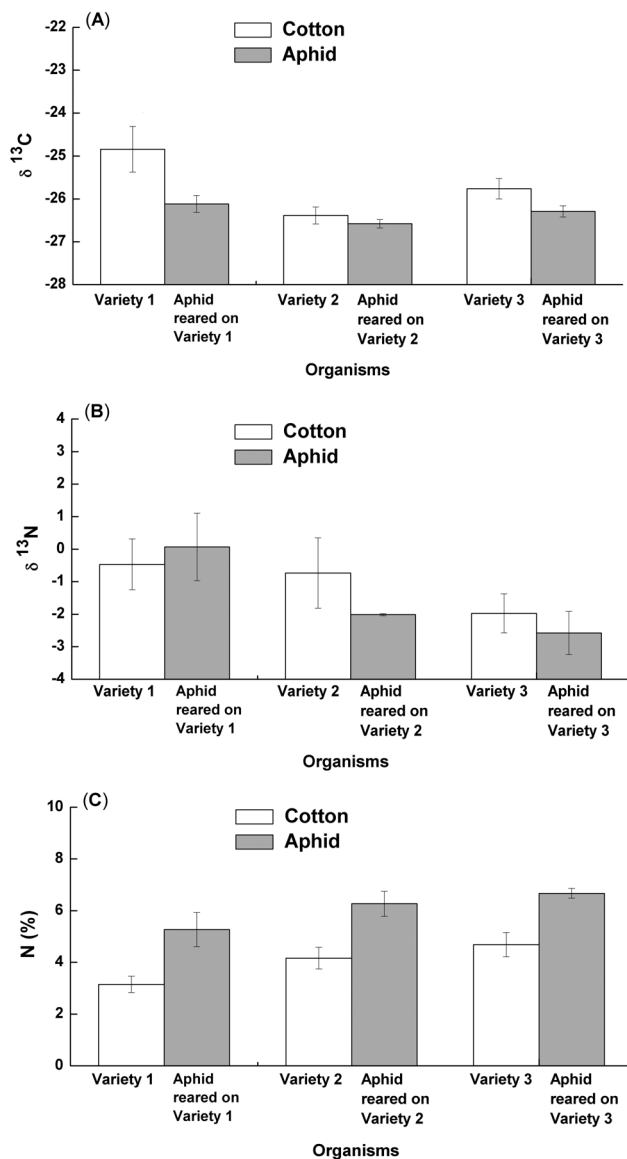 (A)
Cotton
Aphid
-22
-23
-24
-25
-26
-27
-28
δ 13C
Variety 1
Aphid
reared on
Variety 1
Variety 2
Aphid
reared on
Variety 2
Variety 3
Aphid
reared on
Variety 3
Organisms
(B)
Cotton
Aphid
4
3
2
1
0
-1
-2
-3
-4
δ 13N
Variety 1
Aphid
reared on
Variety 1
Variety 2
Aphid
reared on
Variety 2
Variety 3
Aphid
reared on
Variety 3
Organisms
(C)
Cotton
Aphid
10
8
6
4
2
0
N (%)
Variety 1
Aphid
reared on
Variety 1
Variety 2
Aphid
reared on
Variety 2
Variety 3
Aphid
reared on
Variety 3
Organisms